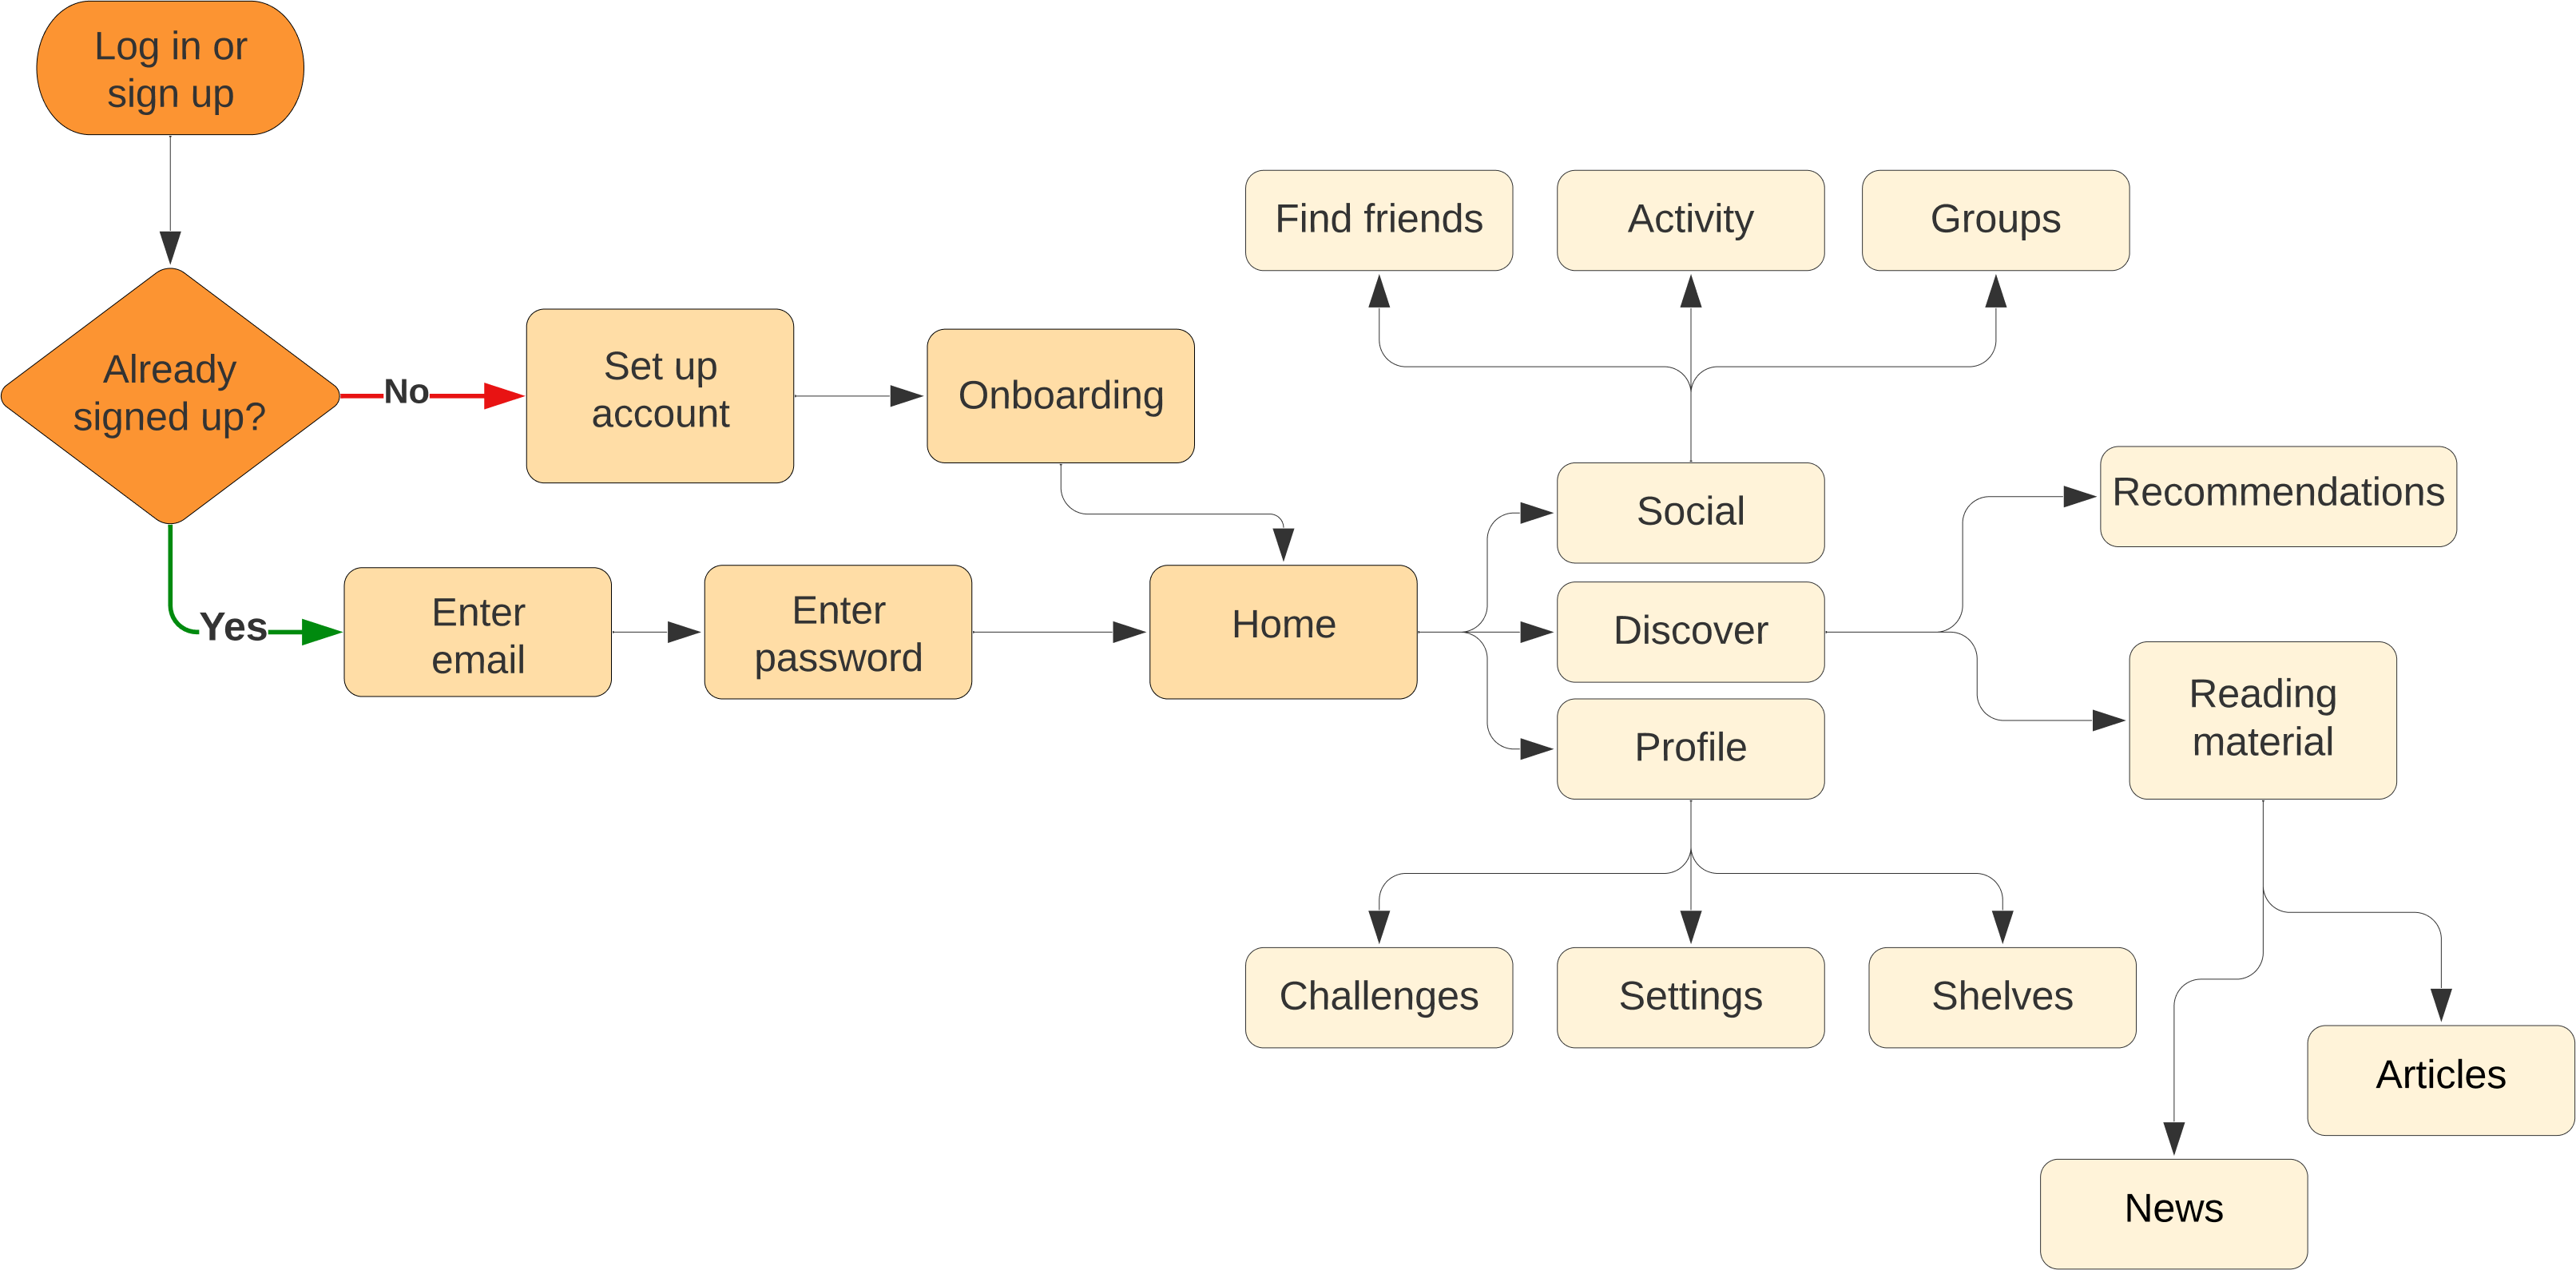 Log in or
sign up
Find friends
Activity
Groups
Already
signed up?
No
Set up
account
Onboarding
Social
Recommendations
Yes
Enter
email
Enter
password
Home
Discover
Reading
material
Profile
Challenges
Settings
Shelves
Articles
News